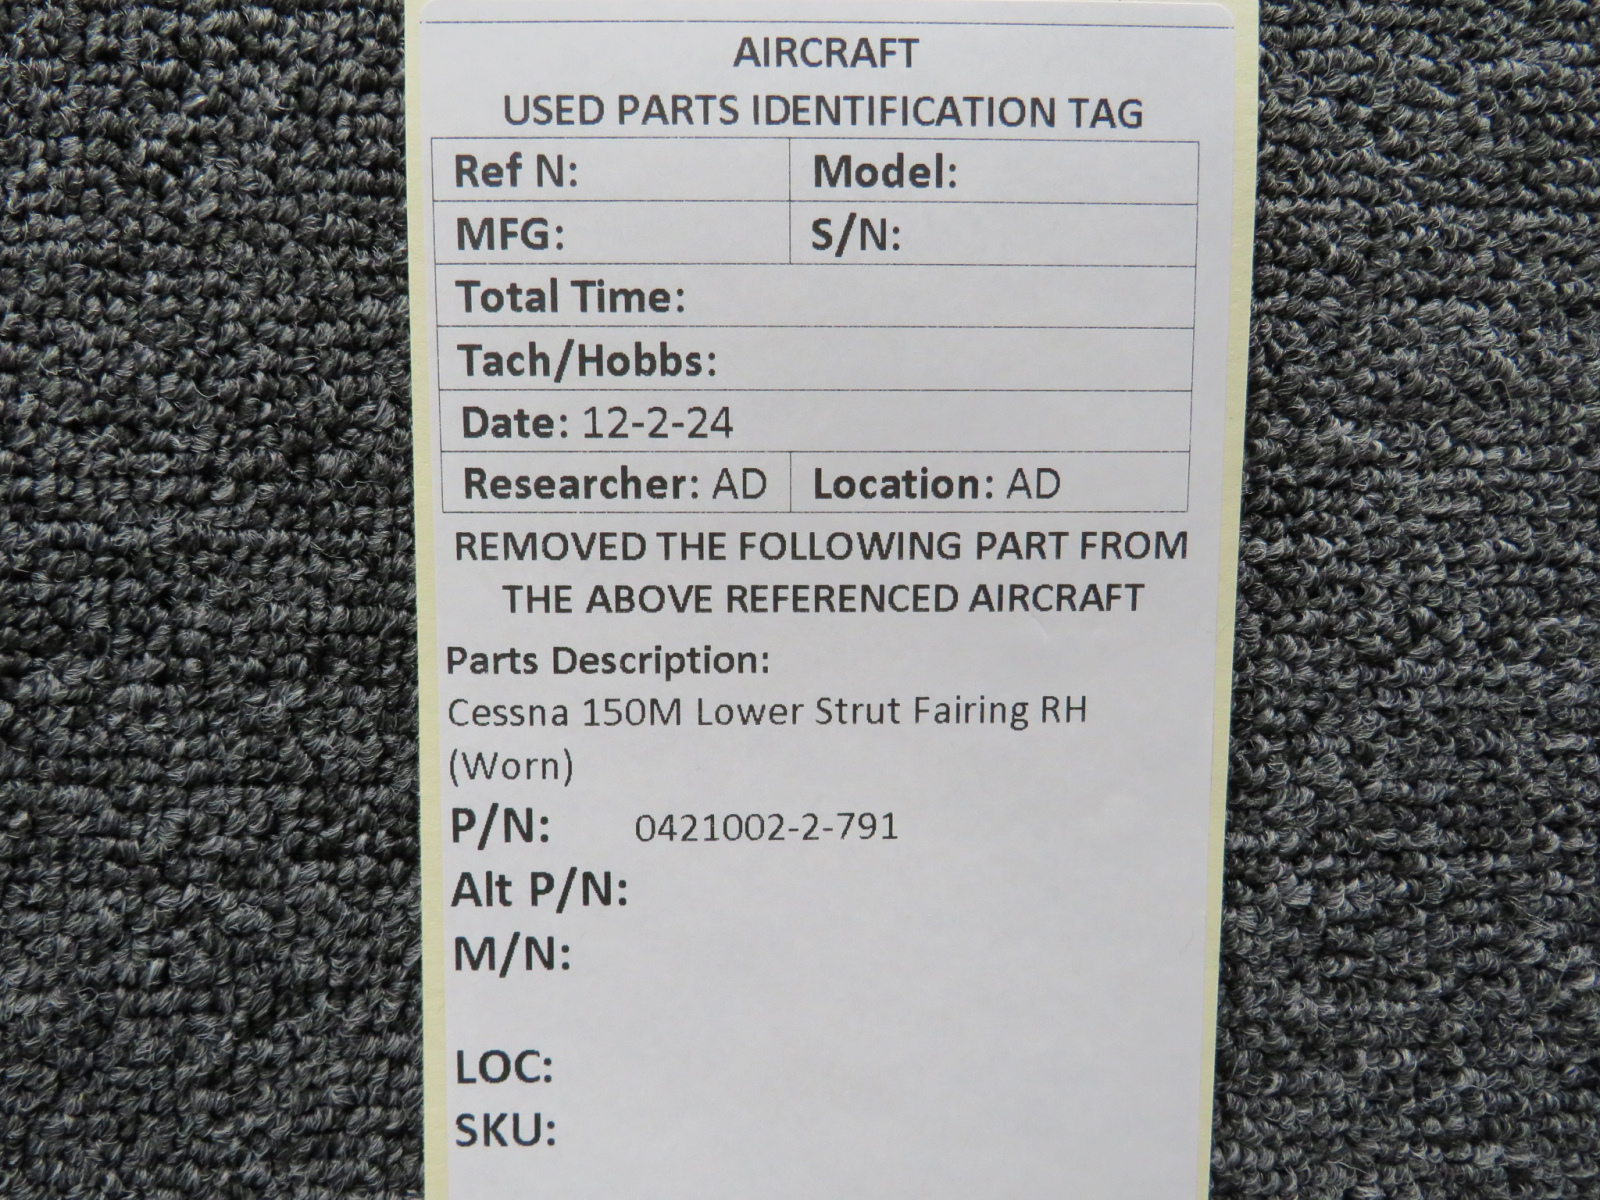 AIRCRAFT
USED PARTS IDENTIFICATION TAG
Ref N: Model:
MFG: S/N:
Total Time:
Tach/Hobbs:
Date: 12-2-24
Researcher: AD Location: AD
REMOVED THE FOLLOWING PART FROM
THE ABOVE REFERENCED AIRCRAFT
Parts Description:
Cessna 150M Lower Strut Fairing RH
(Worn)
P/N: 0421002-2-791
Alt P/N:
M/N:
LOC:
SKU: